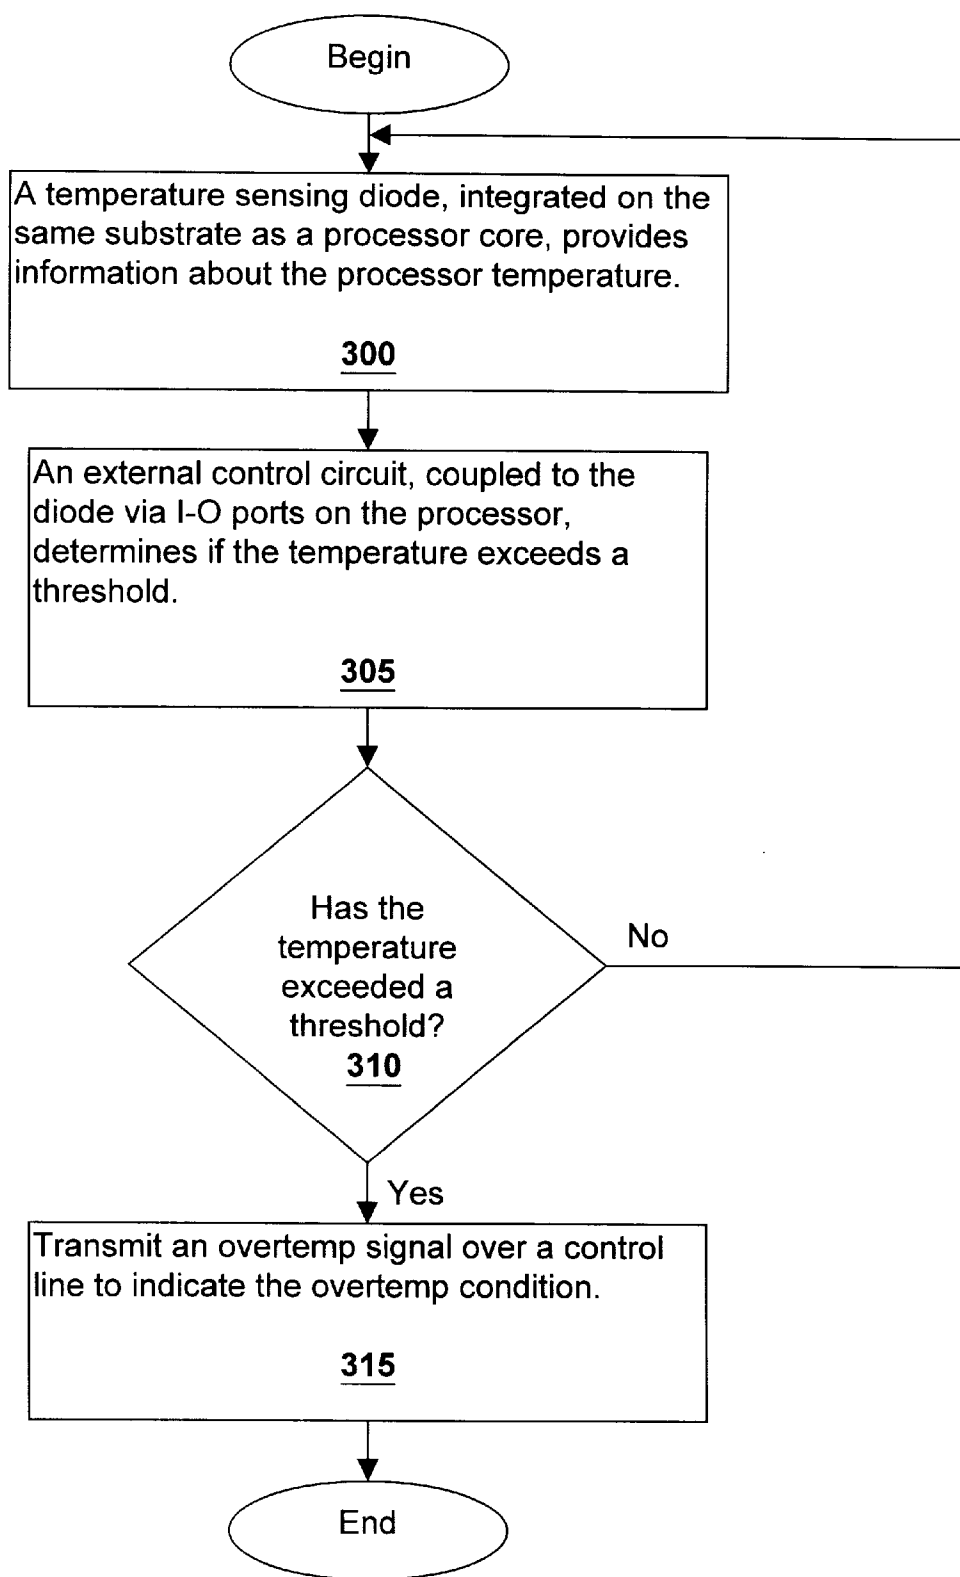 Begin
A temperature sensing diode, integrated on the
same substrate as a processor core, provides
information about the processor temperature.
300
An external control circuit, coupled to the
diode via I-O ports on the processor,
determines if the temperature exceeds a
threshold.
305
Has the
temperature
exceeded a
threshold?
310
No
Yes
Transmit an overtemp signal over a control
line to indicate the overtemp condition.
315
End